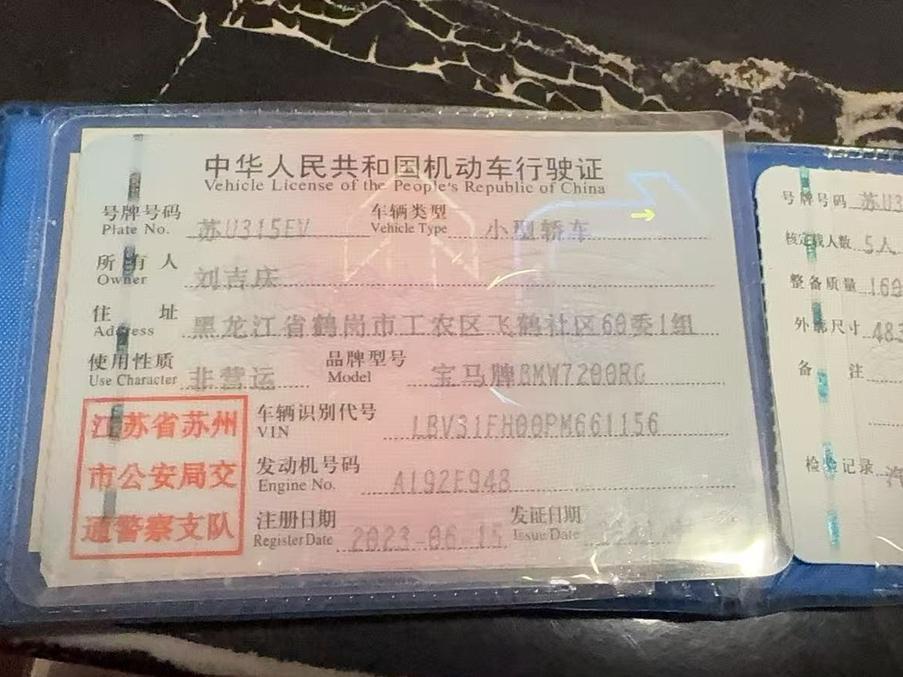 中华人民共和国机动车行驶证
Vehicle License of the People's Republic of China
号牌号码 苏U315EV 车辆类型 小型轿车
Plate No. Vehicle Type
所有人 刘吉庆
Owner
住址 黑龙江省鹤岗市工农区飞鹤社区60委1组
Address
使用性质 非营运 品牌型号 宝马牌BMW7200RG
Use Character Model
江苏省苏州
市公安局交
通警察支队
车辆识别代号 LBV31FH00PM661156
VIN
发动机号码 A192E948
Engine No.
注册日期 2023-06-15 发证日期
Register Date Issue Date
号牌号码 苏U3
核定载人数 5人
整备质量 160
外廓尺寸 483
备注
检验记录